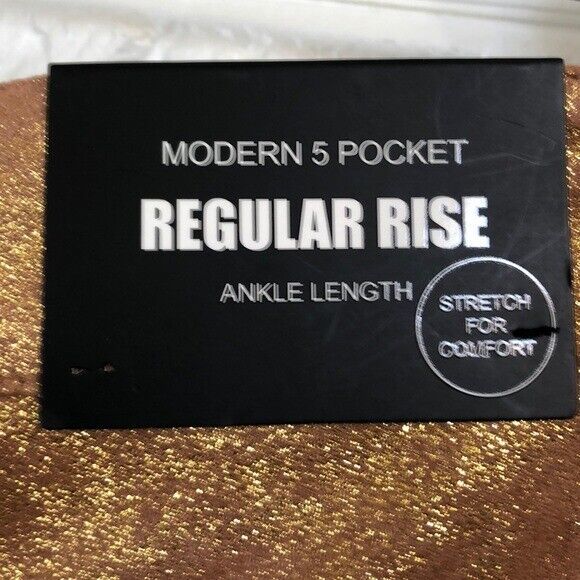 MODERN 5 POCKET
REGULAR RISE
ANKLE LENGTH
STRETCH
FOR
COMFORT